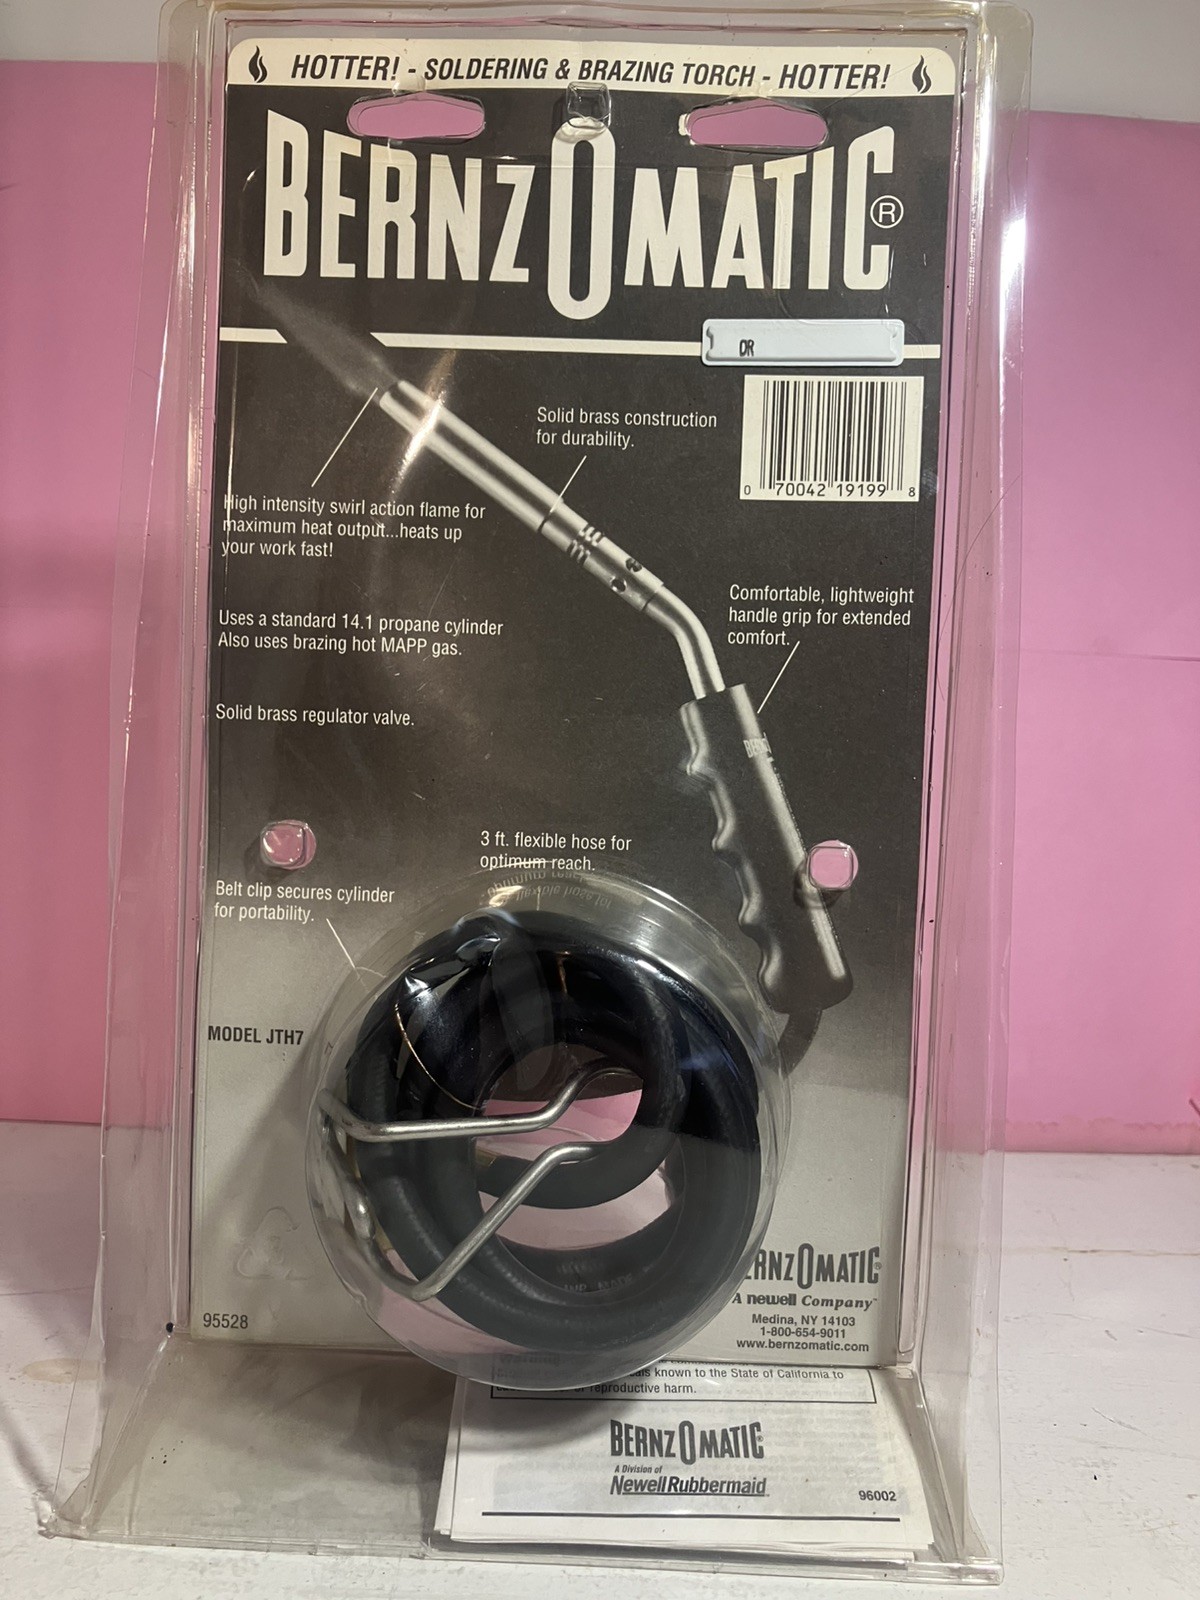 HOTTER! - SOLDERING & BRAZING TORCH - HOTTER!
BERNZOMATIC®
OR
0 70042 19199 8
Solid brass construction
for durability.
High intensity swirl action flame for
maximum heat output...heats up
your work fast!
Comfortable, lightweight
handle grip for extended
comfort.
Uses a standard 14.1 propane cylinder
Also uses brazing hot MAPP gas.
Solid brass regulator valve.
3 ft. flexible hose for
optimum reach.
Belt clip secures cylinder
for portability.
MODEL JTH7
95528
BERNZOMATIC®
A newell Company
Medina, NY 14103
1-800-654-9011
www.bernzomatic.com
known to the State of California to
reproductive harm.
BERNZOMATIC®
A Division of
NewellRubbermaid
96002